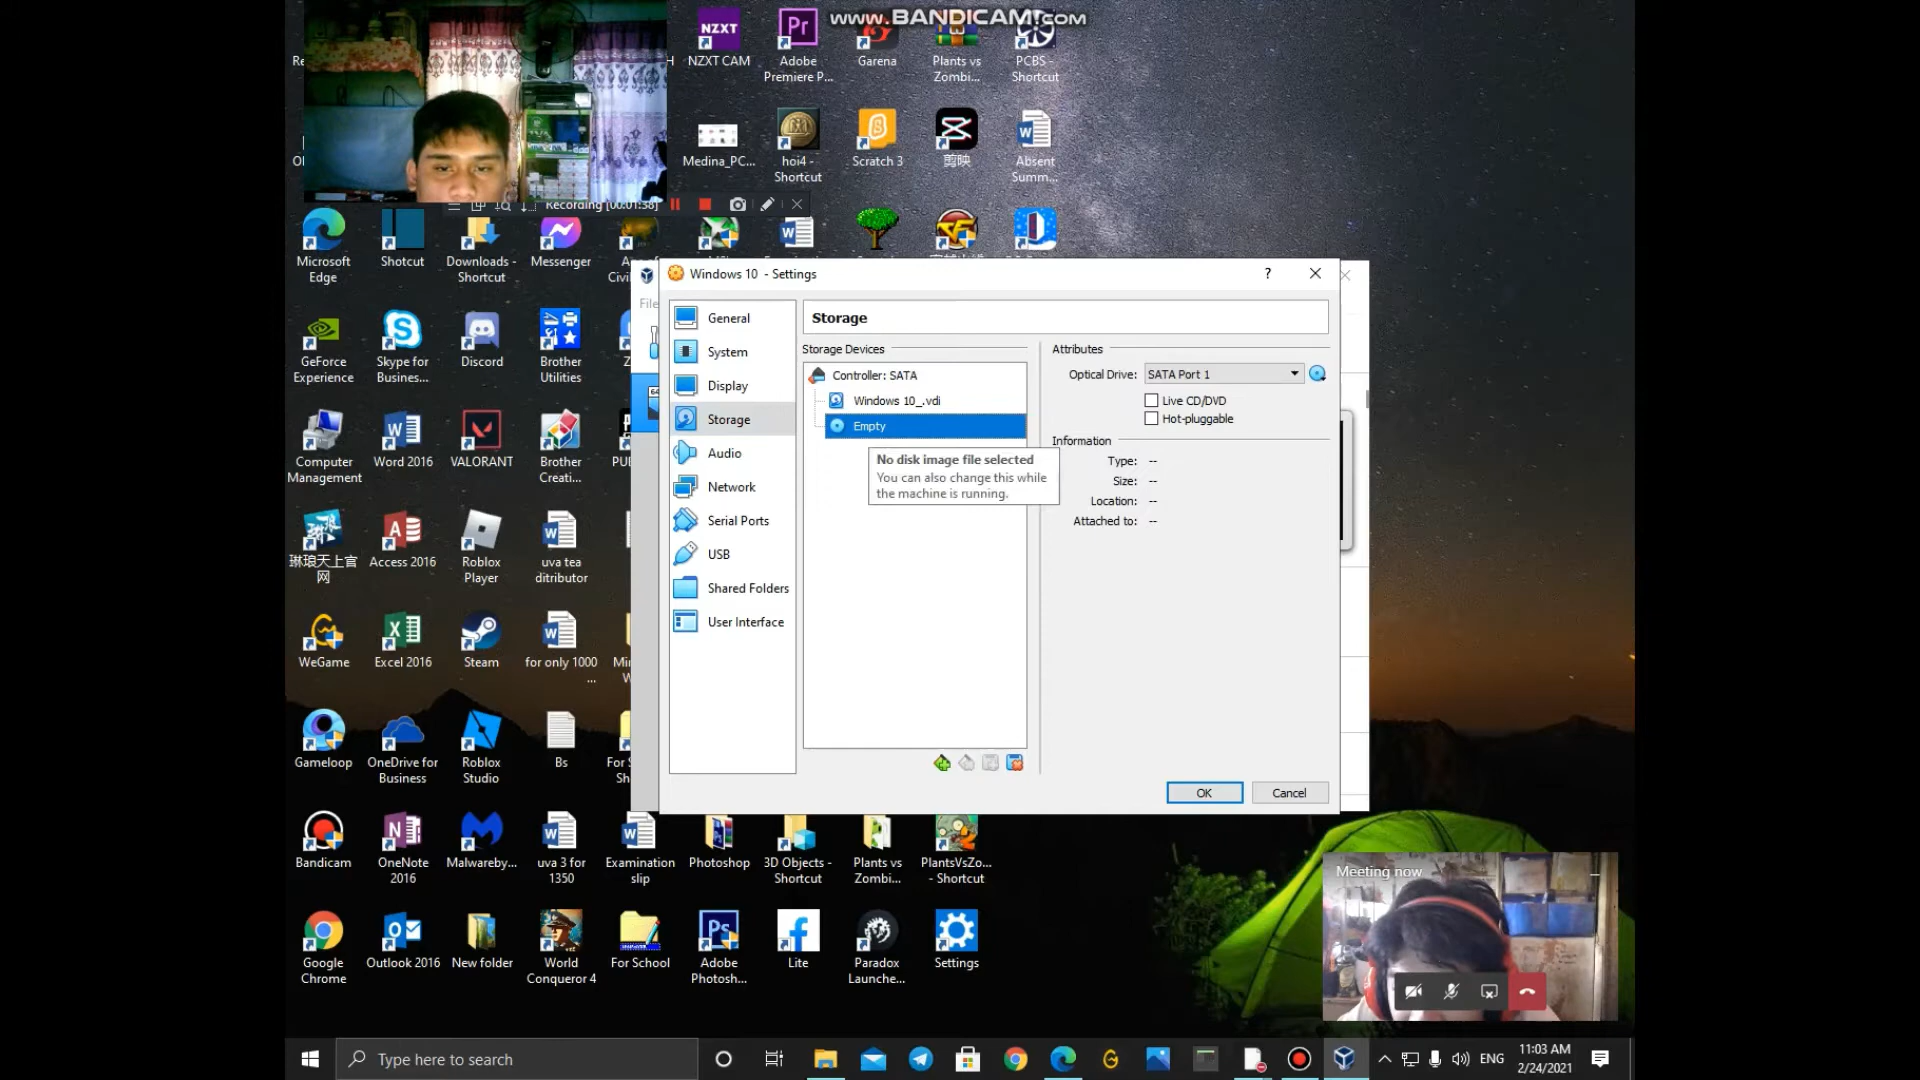 www.BANDICAM.com
NZXT
NZXT CAM
Adobe
Premiere P...
Garena
Plants vs
Zombi...
PCBS -
Shortcut
Medina_PC...
hoi4 -
Shortcut
Scratch 3
剪映
Absent
Summ...
Recording [00:01:38]
Microsoft
Edge
Shotcut
Downloads -
Shortcut
Messenger
Windows 10 - Settings
?
File
General
System
Display
Storage
Audio
Network
Serial Ports
USB
Shared Folders
User Interface
Storage
Storage Devices
Controller: SATA
Windows 10_.vdi
Empty
No disk image file selected
You can also change this while
the machine is running.
Attributes
Optical Drive:
SATA Port 1
Live CD/DVD
Hot-pluggable
Information
Type: --
Size: --
Location: --
Attached to: --
OK
Cancel
GeForce
Experience
Skype for
Busines...
Discord
Brother
Utilities
Computer
Management
Word 2016
VALORANT
Brother
Creati...
琳琅天上官
网
Access 2016
Roblox
Player
uva tea
ditributor
WeGame
Excel 2016
Steam
for only 1000
...
Gameloop
OneDrive for
Business
Roblox
Studio
Bs
Bandicam
OneNote
2016
Malwareby...
uva 3 for
1350
Examination
slip
Photoshop
3D Objects -
Shortcut
Plants vs
Zombi...
PlantsVsZo...
- Shortcut
Google
Chrome
Outlook 2016
New folder
World
Conqueror 4
For School
Adobe
Photosh...
Lite
Paradox
Launche...
Settings
Meeting now
Type here to search
ENG
11:03 AM
2/24/2021